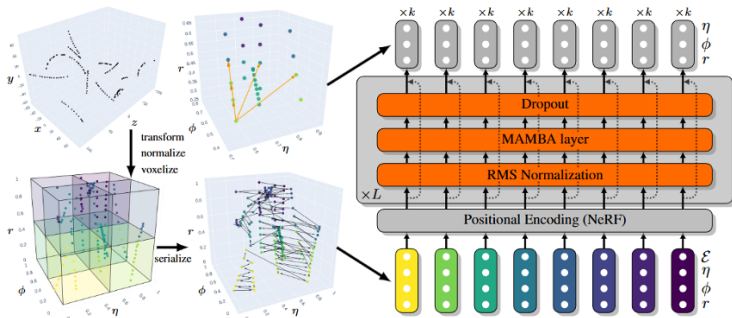 ×k ×k ×k ×k ×k ×k ×k ×k
η
ϕ
r
y
x
z
r
ϕ
η
Dropout
MAMBA layer
RMS Normalization
×L
Positional Encoding (NeRF)
transform
normalize
voxelize
r
ϕ
η
serialize
r
ϕ
η
ℰ
η
ϕ
r